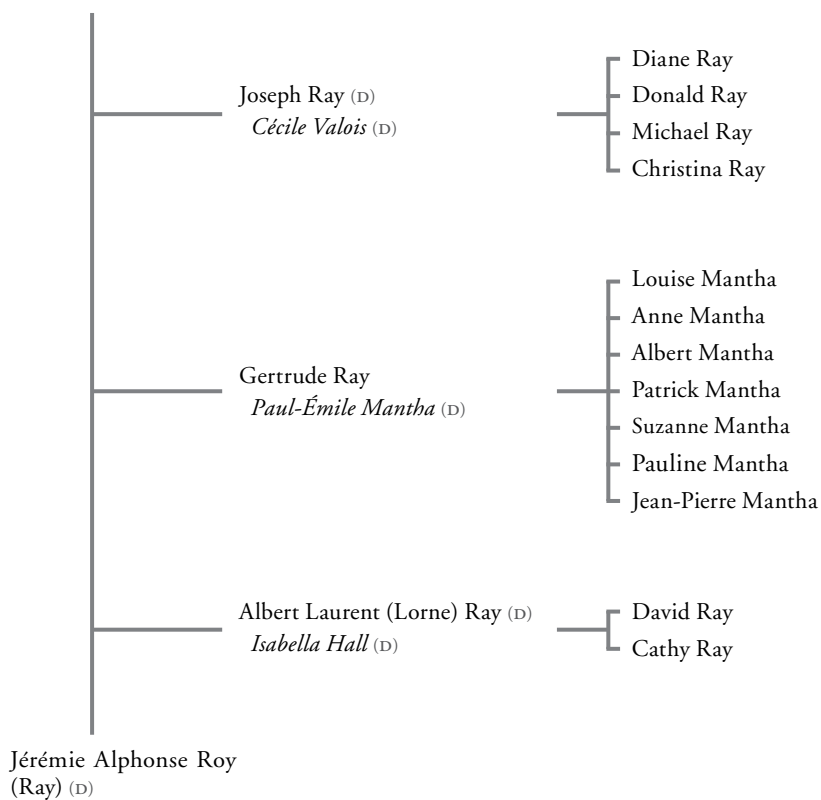 Joseph Ray (D)
Cécile Valois (D)
Diane Ray
Donald Ray
Michael Ray
Christina Ray
Gertrude Ray
Paul-Émile Mantha (D)
Louise Mantha
Anne Mantha
Albert Mantha
Patrick Mantha
Suzanne Mantha
Pauline Mantha
Jean-Pierre Mantha
Albert Laurent (Lorne) Ray (D)
Isabella Hall (D)
David Ray
Cathy Ray
Jérémie Alphonse Roy
(Ray) (D)